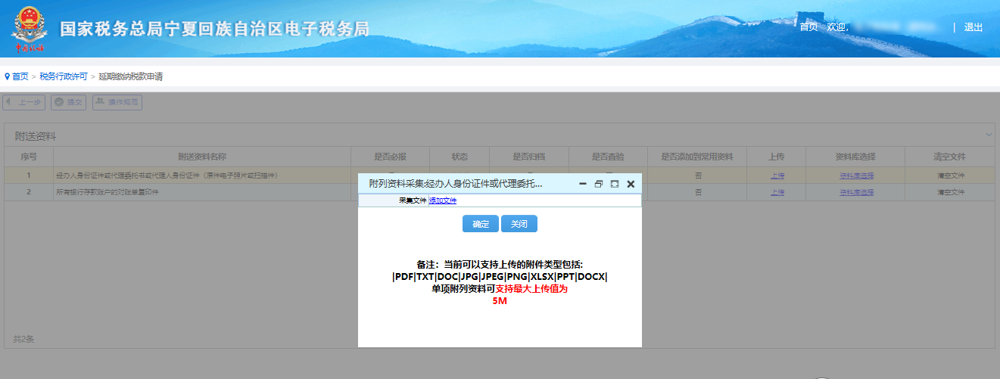 国家税务总局宁夏回族自治区电子税务局
中国税务
首页 欢迎, | 退出
首页 > 税务行政许可 > 延期缴纳税款申请
上一步 提交 操作规范
附送资料
序号 附送资料名称 是否必报 状态 是否归档 是否查验 是否添加到常用资料 上传 资料库选择 清空文件
1 经办人身份证件或代理委托书或代理人身份证件（原件电子照片或扫描件） 否 上传 资料库选择 清空文件
2 所有银行存款账户的对账单复印件 否 上传 资料库选择 清空文件
附列资料采集:经办人身份证件或代理委托...
采集文件 添加文件
确定 关闭
备注：当前可以支持上传的附件类型包括:
|PDF|TXT|DOC|JPG|JPEG|PNG|XLSX|PPT|DOCX|
单项附列资料可支持最大上传值为
5M
共2条